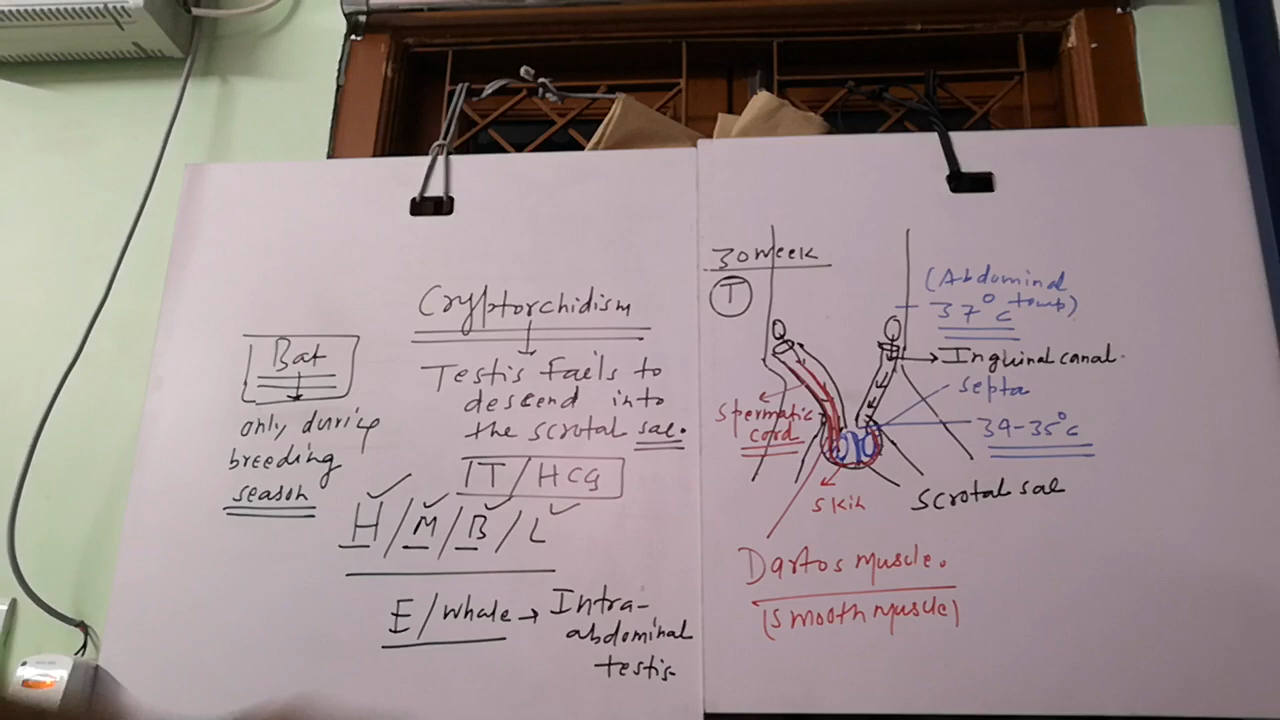 Cryptorchidism
Testis fails to
descend into
the scrotal sac.
IT/HCG
H/M/B/L
E/whale → Intra-
abdominal
testis
Bat
only during
breeding
season
30 week
T
(Abdominal
37°c temp)
Inguinal canal.
septa
34-35°c
Spermatic
cord
skin
Scrotal sac
Dartos muscle.
(smooth muscle)